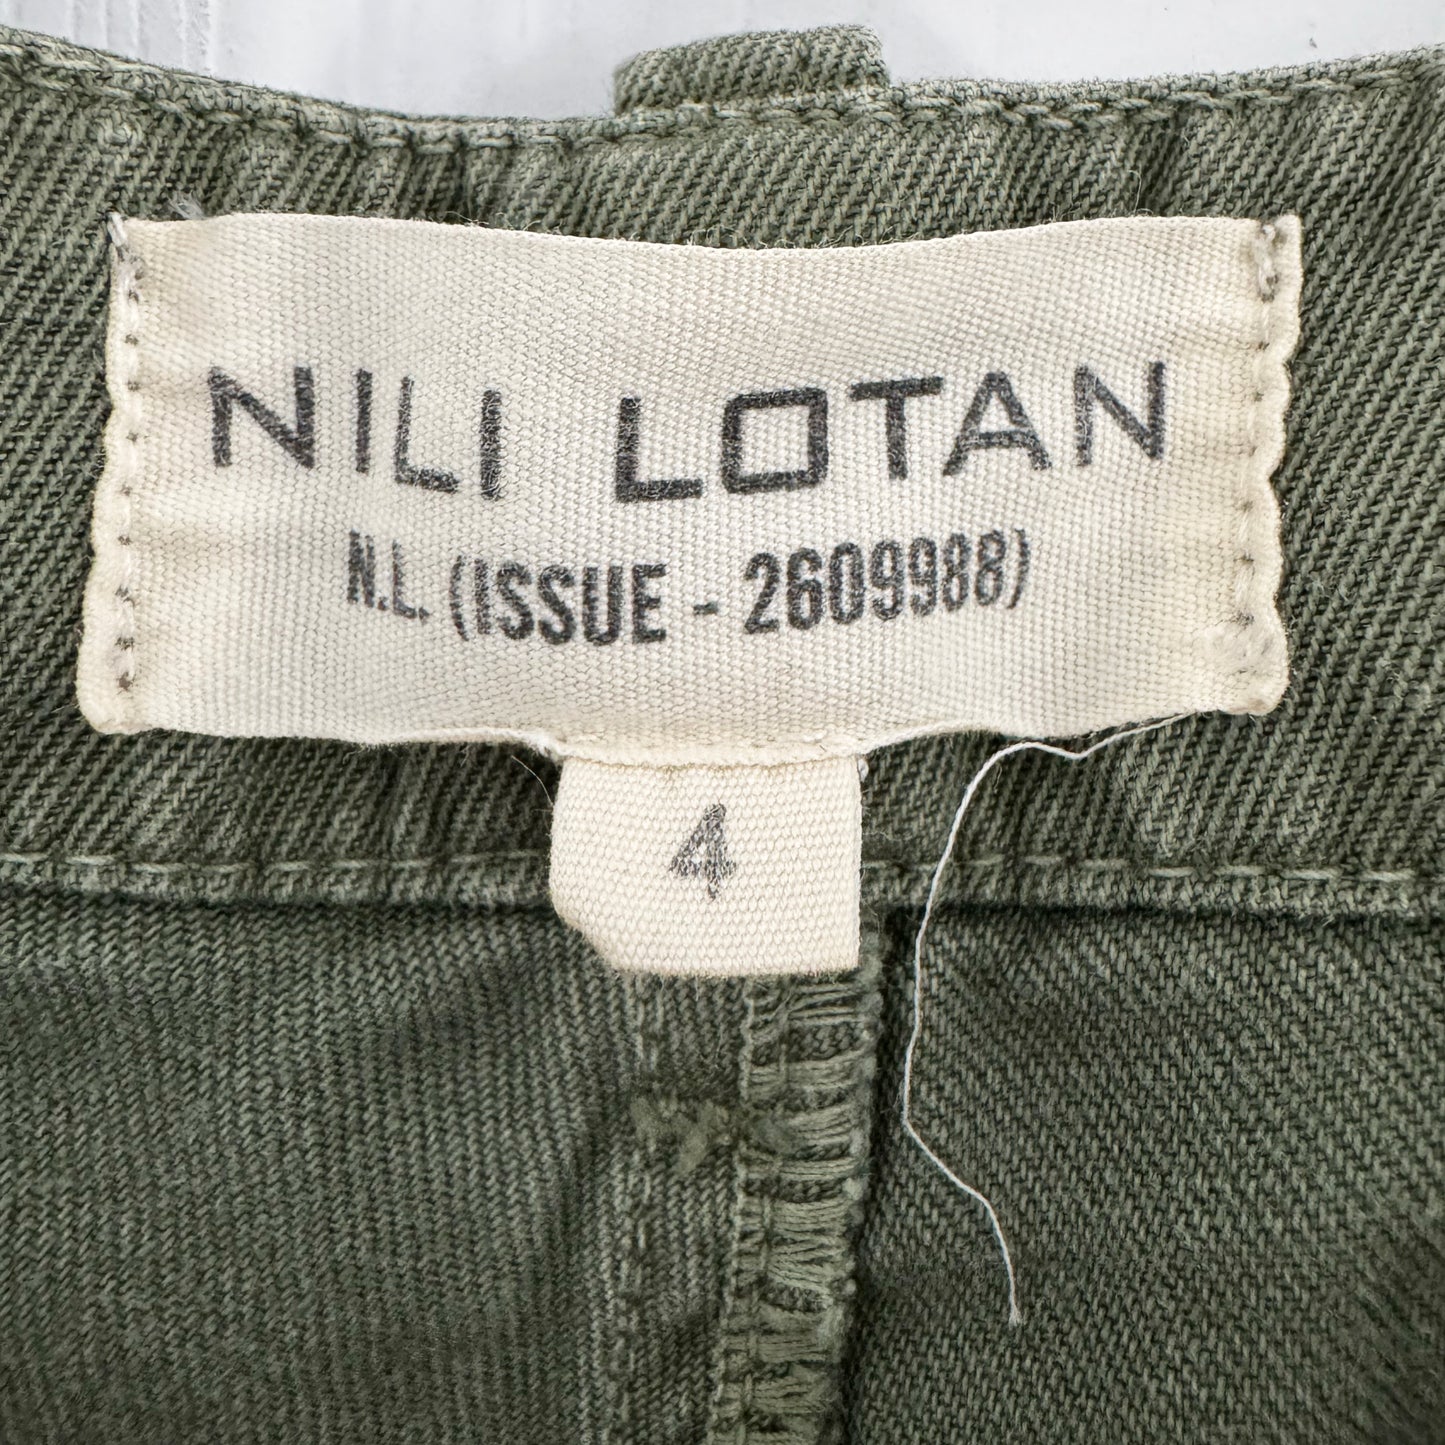 NILI LOTAN
N.L. (ISSUE - 2609988)
4